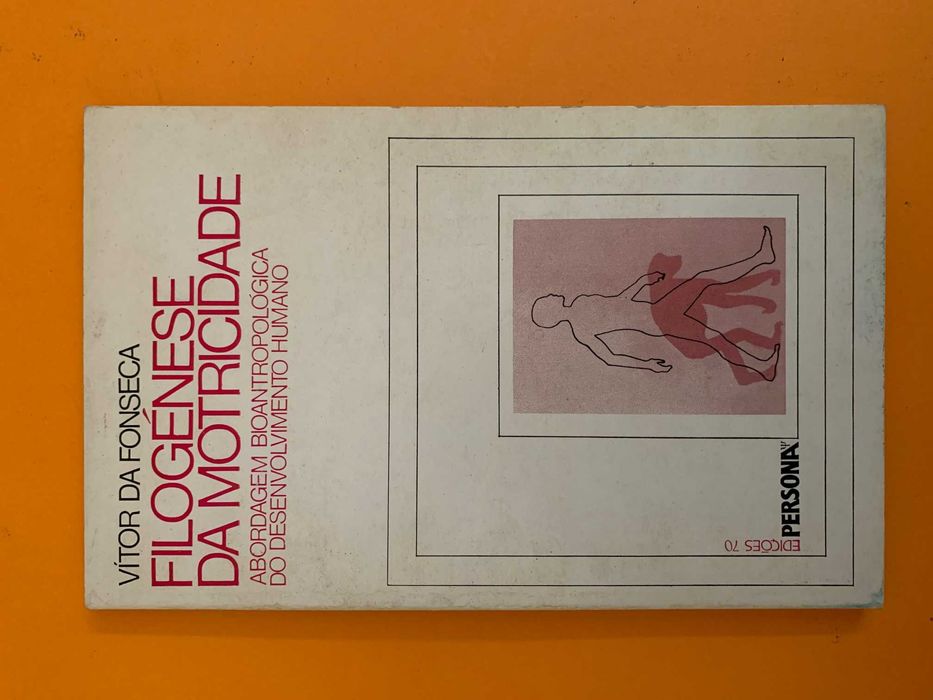 VÍTOR DA FONSECA
FILOGÉNESE
DA MOTRICIDADE
ABORDAGEM BIOANTROPOLÓGICA
DO DESENVOLVIMENTO HUMANO
PERSONA Ψ
EDIÇÕES 70